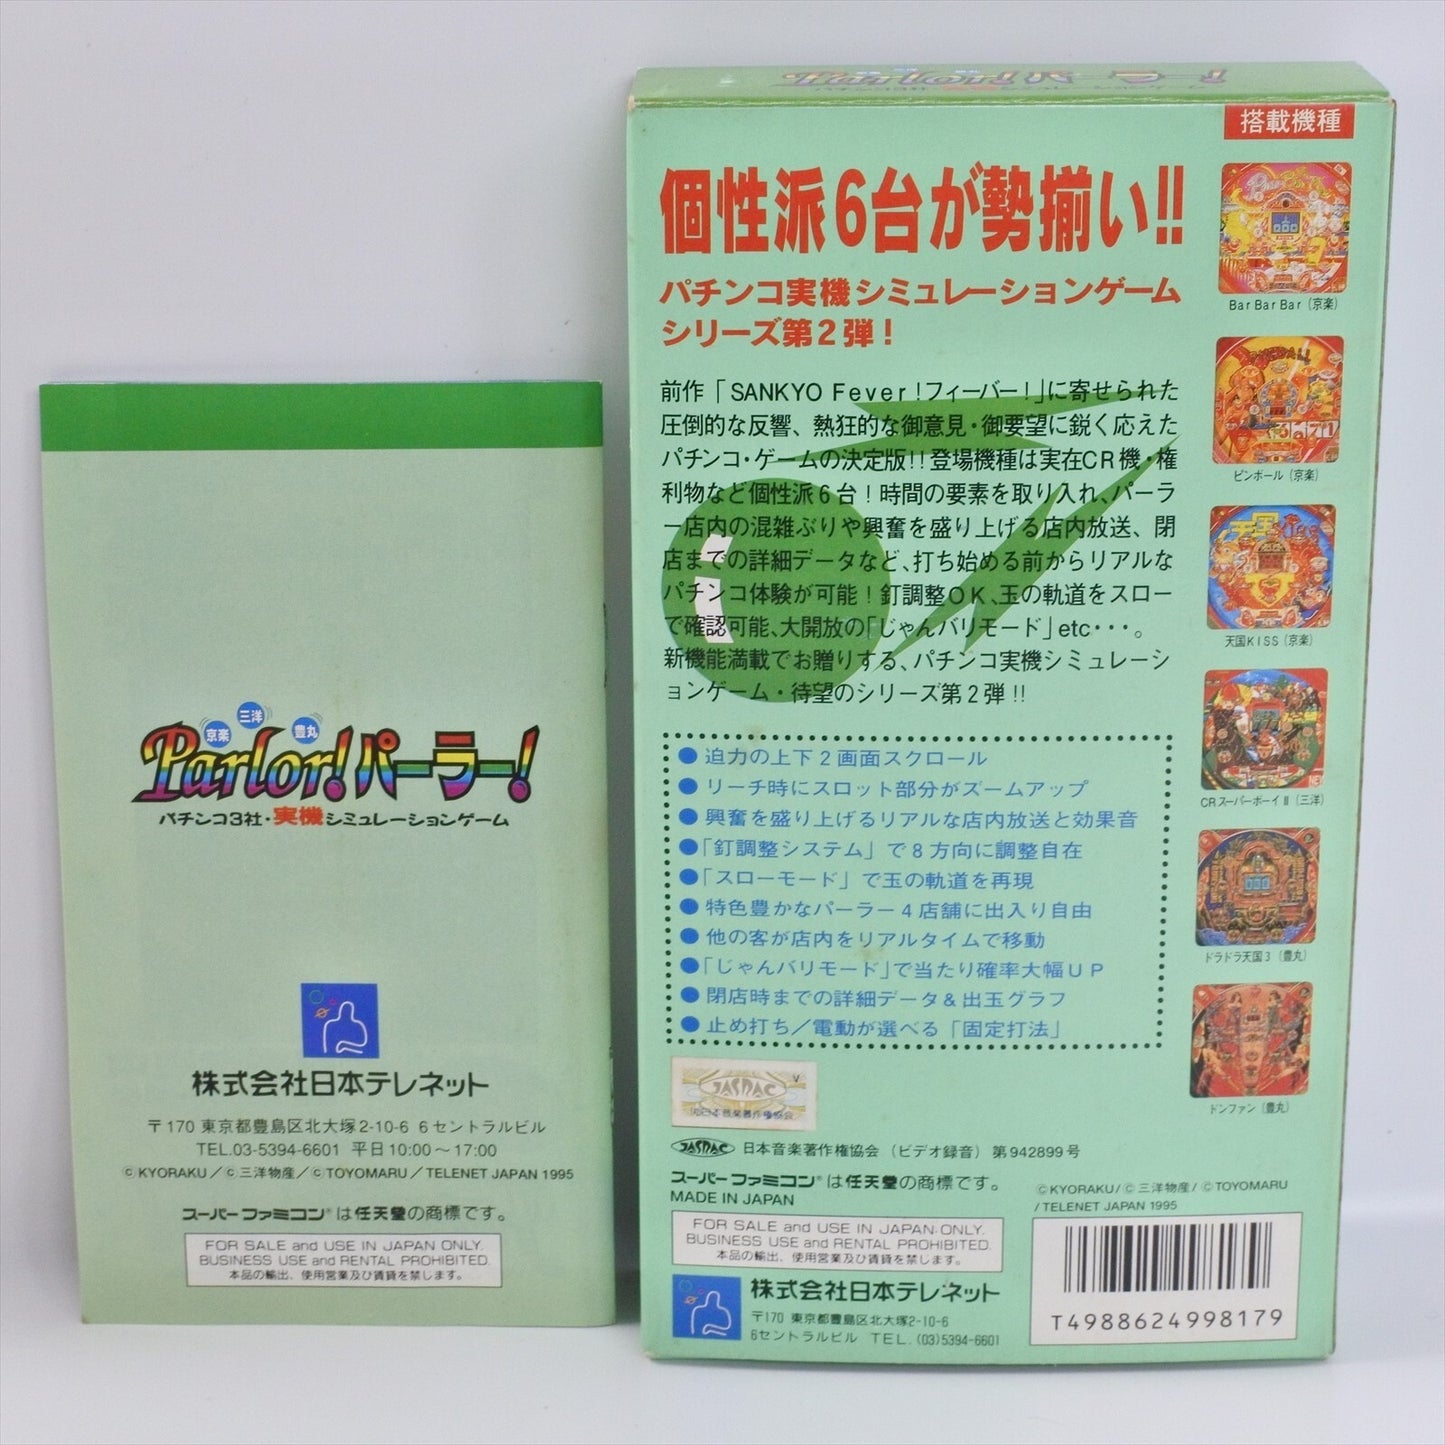 京楽 三洋 豊丸
Parlor!パーラー!
パチンコ3社・実機シミュレーションゲーム
株式会社日本テレネット
〒170 東京都豊島区北大塚2-10-6 6セントラルビル
TEL.03-5394-6601 平日10:00～17:00
©KYORAKU／©三洋物産／©TOYOMARU／TELENET JAPAN 1995
スーパーファミコン®は任天堂の商標です。
FOR SALE and USE IN JAPAN ONLY.
BUSINESS USE and RENTAL PROHIBITED.
本品の輸出、使用営業及び賃貸を禁じます。
Parlor!パーラー!
搭載機種
個性派6台が勢揃い!!
パチンコ実機シミュレーションゲーム
シリーズ第2弾!
前作「SANKYO Fever!フィーバー!」に寄せられた
圧倒的な反響、熱狂的な御意見・御要望に鋭く応えた
パチンコ・ゲームの決定版!!登場機種は実在CR機・権
利物など個性派6台!時間の要素を取り入れ、パーラ
ー店内の混雑ぶりや興奮を盛り上げる店内放送、閉
店までの詳細データなど、打ち始める前からリアルな
パチンコ体験が可能!釘調整OK、玉の軌道をスロー
で確認可能、大開放の「じゃんバリモード」etc・・・。
新機能満載でお贈りする、パチンコ実機シミュレーシ
ョンゲーム・待望のシリーズ第2弾!!
●迫力の上下2画面スクロール
●リーチ時にスロット部分がズームアップ
●興奮を盛り上げるリアルな店内放送と効果音
●「釘調整システム」で8方向に調整自在
●「スローモード」で玉の軌道を再現
●特色豊かなパーラー4店舗に出入り自由
●他の客が店内をリアルタイムで移動
●「じゃんバリモード」で当たり確率大幅UP
●閉店時までの詳細データ&出玉グラフ
●止め打ち／電動が選べる「固定打法」
Bar Bar Bar (京楽)
ピンボール (京楽)
天国KISS (京楽)
CRスーパーボーイⅡ (三洋)
ドラドラ天国3 (豊丸)
ドンファン (豊丸)
JASRAC V
日本音楽著作権協会
JASRAC 日本音楽著作権協会 (ビデオ録音) 第942899号
スーパーファミコン®は任天堂の商標です。
MADE IN JAPAN
FOR SALE and USE IN JAPAN ONLY.
BUSINESS USE and RENTAL PROHIBITED.
本品の輸出、使用営業及び賃貸を禁じます。
株式会社日本テレネット
〒170 東京都豊島区北大塚2-10-6
6セントラルビル TEL.(03)5394-6601
©KYORAKU/©三洋物産/©TOYOMARU
/TELENET JAPAN 1995
T4988624998179